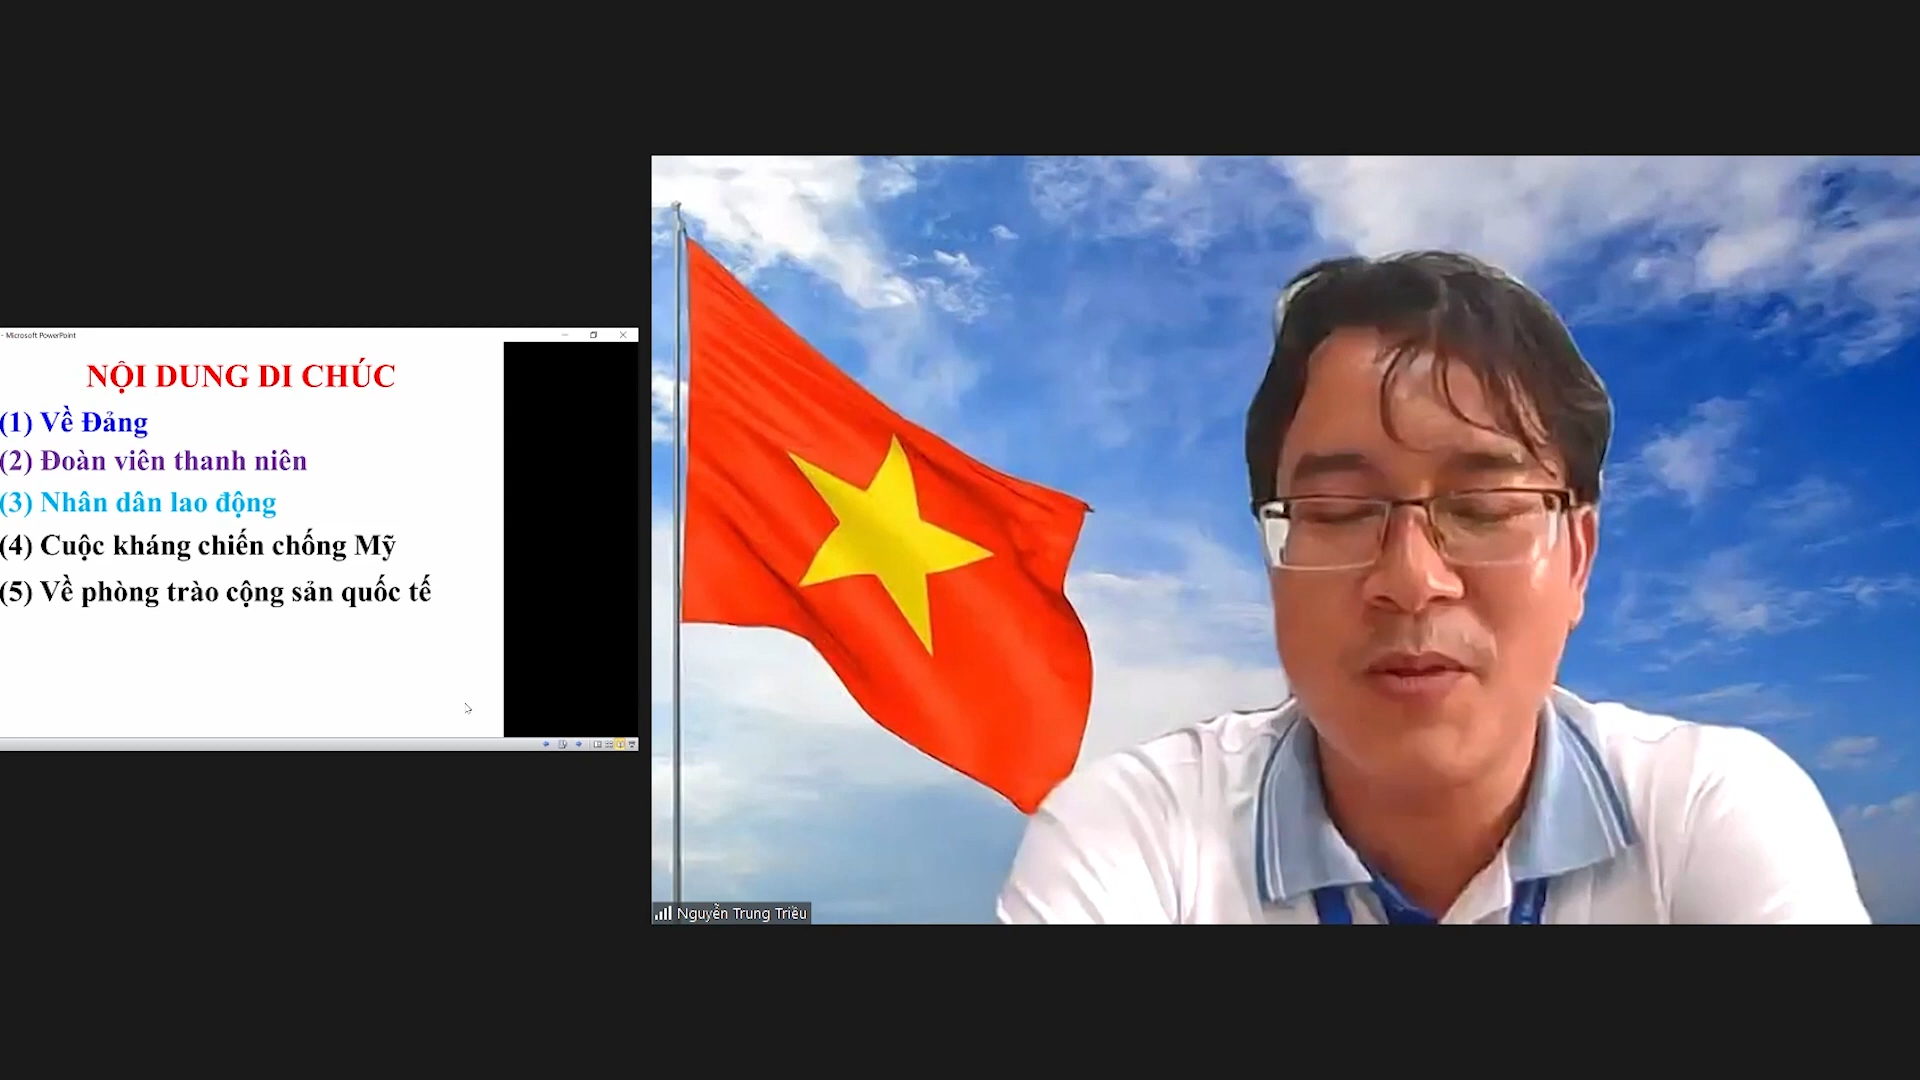 - Microsoft PowerPoint
NỘI DUNG DI CHÚC
(1) Về Đảng
(2) Đoàn viên thanh niên
(3) Nhân dân lao động
(4) Cuộc kháng chiến chống Mỹ
(5) Về phòng trào cộng sản quốc tế
Nguyễn Trung Triều